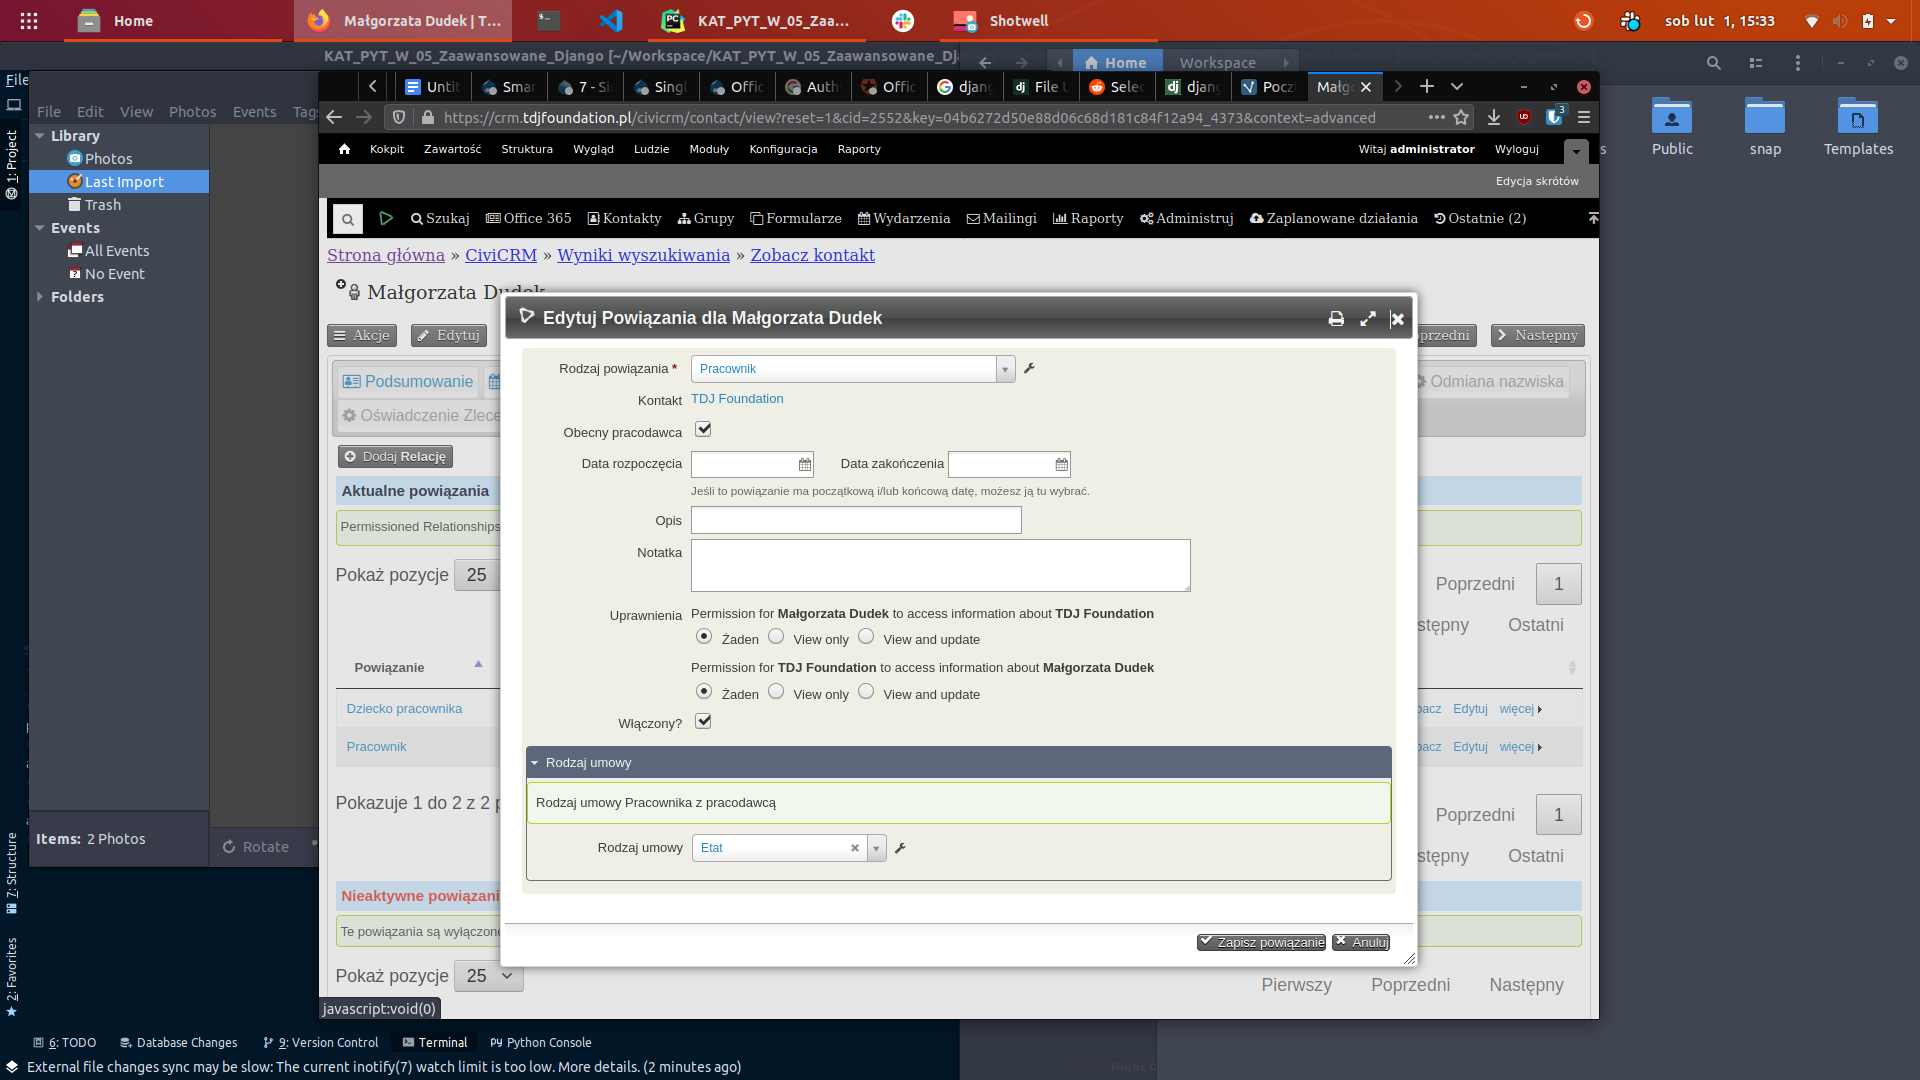 Home
Małgorzata Dudek | T...
KAT_PYT_W_05_Zaa...
Shotwell
sob lut 1, 15:33
KAT_PYT_W_05_Zaawansowane_Django [~/Workspace/KAT_PYT_W_05_Zaawansowane_Dja
Home
Workspace
File
File Edit View Photos Events Tags
Untit
Smar
7 - Sin
Singl
Offic
Auth
Offic
djang
File U
Selec
djang
Poczt
Małgo
https://crm.tdjfoundation.pl/civicrm/contact/view?reset=1&cid=2552&key=04b6272d50e88d06c68d181c84f12a94_4373&context=advanced
3
Kokpit Zawartość Struktura Wygląd Ludzie Moduły Konfiguracja Raporty
Witaj administrator Wyloguj
Edycja skrótów
Szukaj Office 365 Kontakty Grupy Formularze Wydarzenia Mailingi Raporty Administruj Zaplanowane działania Ostatnie (2)
Strona główna » CiviCRM » Wyniki wyszukiwania » Zobacz kontakt
Małgorzata Dudek
Akcje Edytuj
oprzedni Następny
Podsumowanie
Odmiana nazwiska
Oświadczenie Zlece
Dodaj Relację
Aktualne powiązania
Permissioned Relationships
Pokaż pozycje 25
Poprzedni 1
stępny Ostatni
Powiązanie
Dziecko pracownika
bacz Edytuj więcej
Pracownik
bacz Edytuj więcej
Pokazuje 1 do 2 z 2 p
Poprzedni 1
stępny Ostatni
Nieaktywne powiązani
Te powiązania są wyłączone
Pokaż pozycje 25
Pierwszy Poprzedni Następny
javascript:void(0)
Edytuj Powiązania dla Małgorzata Dudek
Rodzaj powiązania * Pracownik
Kontakt TDJ Foundation
Obecny pracodawca
Data rozpoczęcia
Data zakończenia
Jeśli to powiązanie ma początkową i/lub końcową datę, możesz ją tu wybrać.
Opis
Notatka
Uprawnienia Permission for Małgorzata Dudek to access information about TDJ Foundation
Żaden View only View and update
Permission for TDJ Foundation to access information about Małgorzata Dudek
Żaden View only View and update
Włączony?
Rodzaj umowy
Rodzaj umowy Pracownika z pracodawcą
Rodzaj umowy Etat
Zapisz powiązanie Anuluj
Library
Photos
Last Import
Trash
Events
All Events
No Event
Folders
Items: 2 Photos
Rotate
1: Project
7: Structure
2: Favorites
Public
snap
Templates
6: TODO Database Changes 9: Version Control Terminal Python Console
External file changes sync may be slow: The current inotify(7) watch limit is too low. More details. (2 minutes ago)